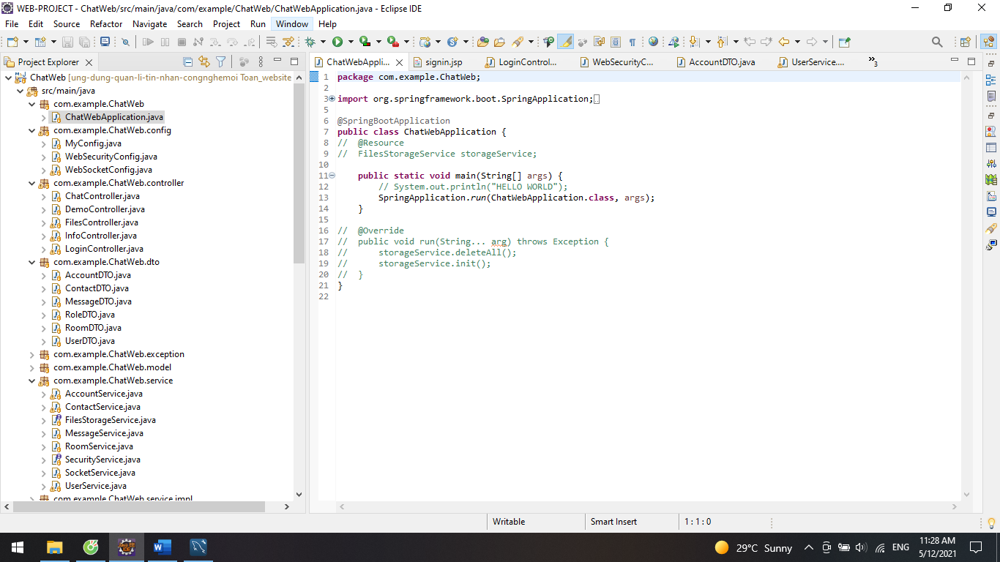 WEB-PROJECT - ChatWeb/src/main/java/com/example/ChatWeb/ChatWebApplication.java - Eclipse IDE
File Edit Source Refactor Navigate Search Project Run Window Help
Project Explorer
ChatWeb [ung-dung-quan-li-tin-nhan-congnghemoi Toan_website
src/main/java
com.example.ChatWeb
ChatWebApplication.java
com.example.ChatWeb.config
MyConfig.java
WebSecurityConfig.java
WebSocketConfig.java
com.example.ChatWeb.controller
ChatController.java
DemoController.java
FilesController.java
InfoController.java
LoginController.java
com.example.ChatWeb.dto
AccountDTO.java
ContactDTO.java
MessageDTO.java
RoleDTO.java
RoomDTO.java
UserDTO.java
com.example.ChatWeb.exception
com.example.ChatWeb.model
com.example.ChatWeb.service
AccountService.java
ContactService.java
FilesStorageService.java
MessageService.java
RoomService.java
SecurityService.java
SocketService.java
UserService.java
com.example.ChatWeb.service.impl
ChatWebAppli... signin.jsp LoginControl... WebSecurityC... AccountDTO.java UserService.... 3
1 package com.example.ChatWeb;
2
3 import org.springframework.boot.SpringApplication;
5
6 @SpringBootApplication
7 public class ChatWebApplication {
8 // @Resource
9 // FilesStorageService storageService;
10
11 public static void main(String[] args) {
12 // System.out.println("HELLO WORLD");
13 SpringApplication.run(ChatWebApplication.class, args);
14 }
15
16 // @Override
17 // public void run(String... arg) throws Exception {
18 // storageService.deleteAll();
19 // storageService.init();
20 // }
21 }
22
Writable Smart Insert 1 : 1 : 0
29°C Sunny ENG 11:28 AM
5/12/2021